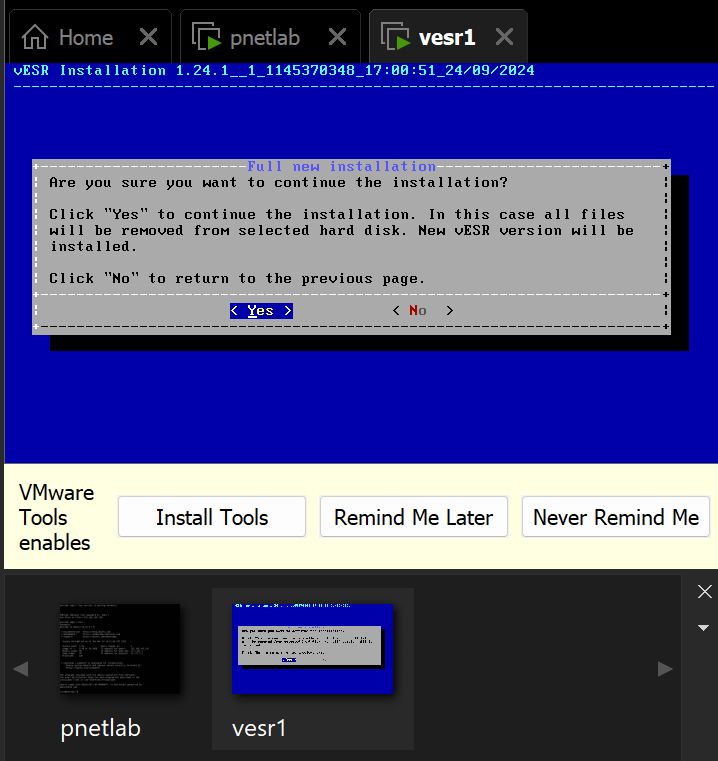 Home
pnetlab
vesr1
vESR Installation 1.24.1__1_1145370348_17:00:51_24/09/2024
Full new installation
Are you sure you want to continue the installation?
Click "Yes" to continue the installation. In this case all files
will be removed from selected hard disk. New vESR version will be
installed.
Click "No" to return to the previous page.
< Yes >
< No >
VMware
Tools
enables
Install Tools
Remind Me Later
Never Remind Me
pnetlab
vesr1